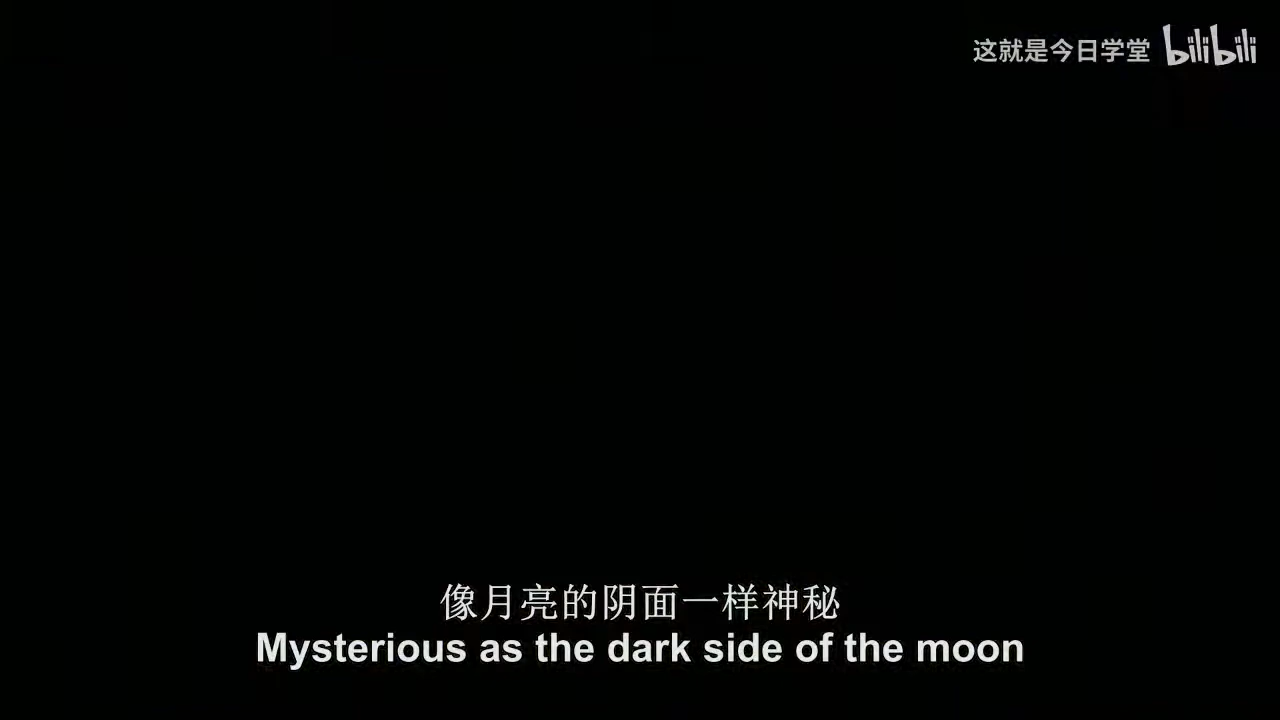 这就是今日学堂 bilibili
像月亮的阴面一样神秘
Mysterious as the dark side of the moon